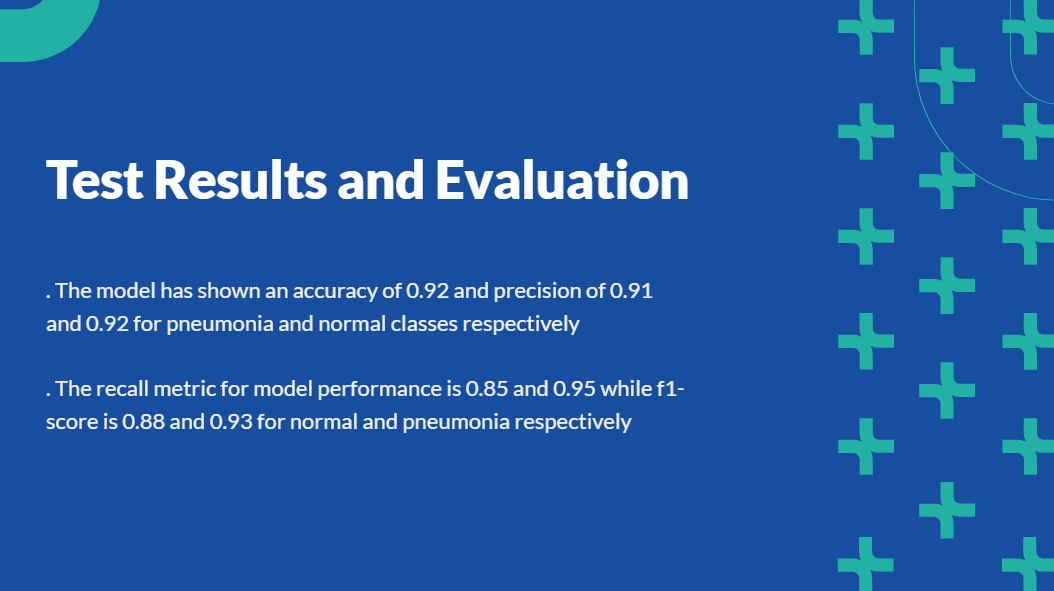 Test Results and Evaluation
. The model has shown an accuracy of 0.92 and precision of 0.91
and 0.92 for pneumonia and normal classes respectively
. The recall metric for model performance is 0.85 and 0.95 while f1-
score is 0.88 and 0.93 for normal and pneumonia respectively